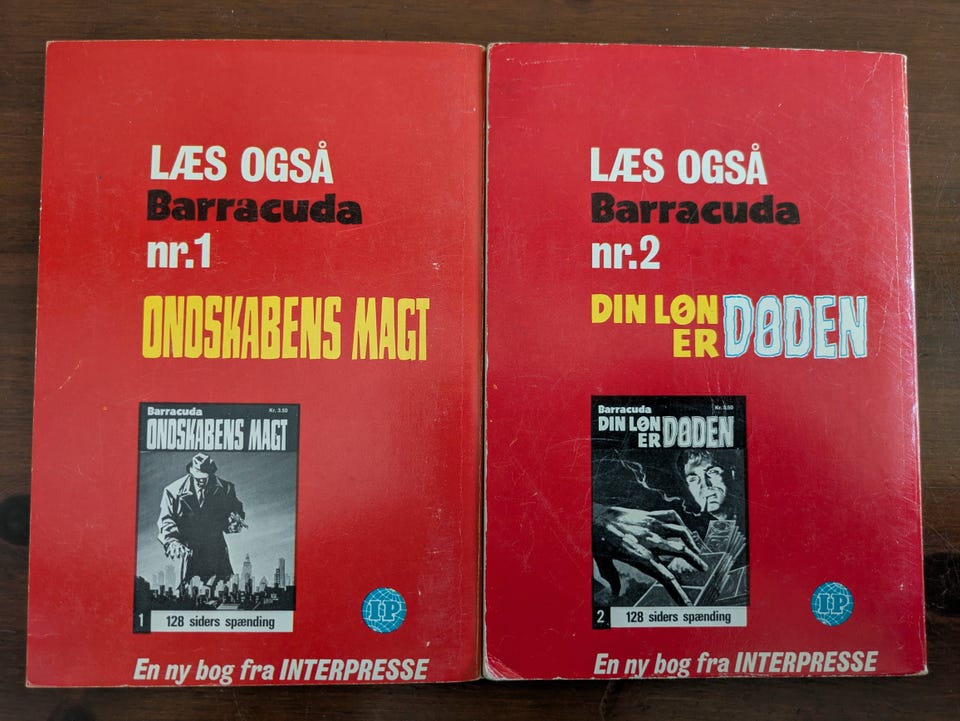 LÆS OGSÅ
Barracuda
nr.1
ONDSKABENS MAGT
Barracuda Kr. 3.50
ONDSKABENS MAGT
1 128 siders spænding
IP
En ny bog fra INTERPRESSE
LÆS OGSÅ
Barracuda
nr.2
DIN LØN
ER DØDEN
Barracuda Kr. 3.50
DIN LØN
ER DØDEN
2. 128 siders spænding
IP
En ny bog fra INTERPRESSE